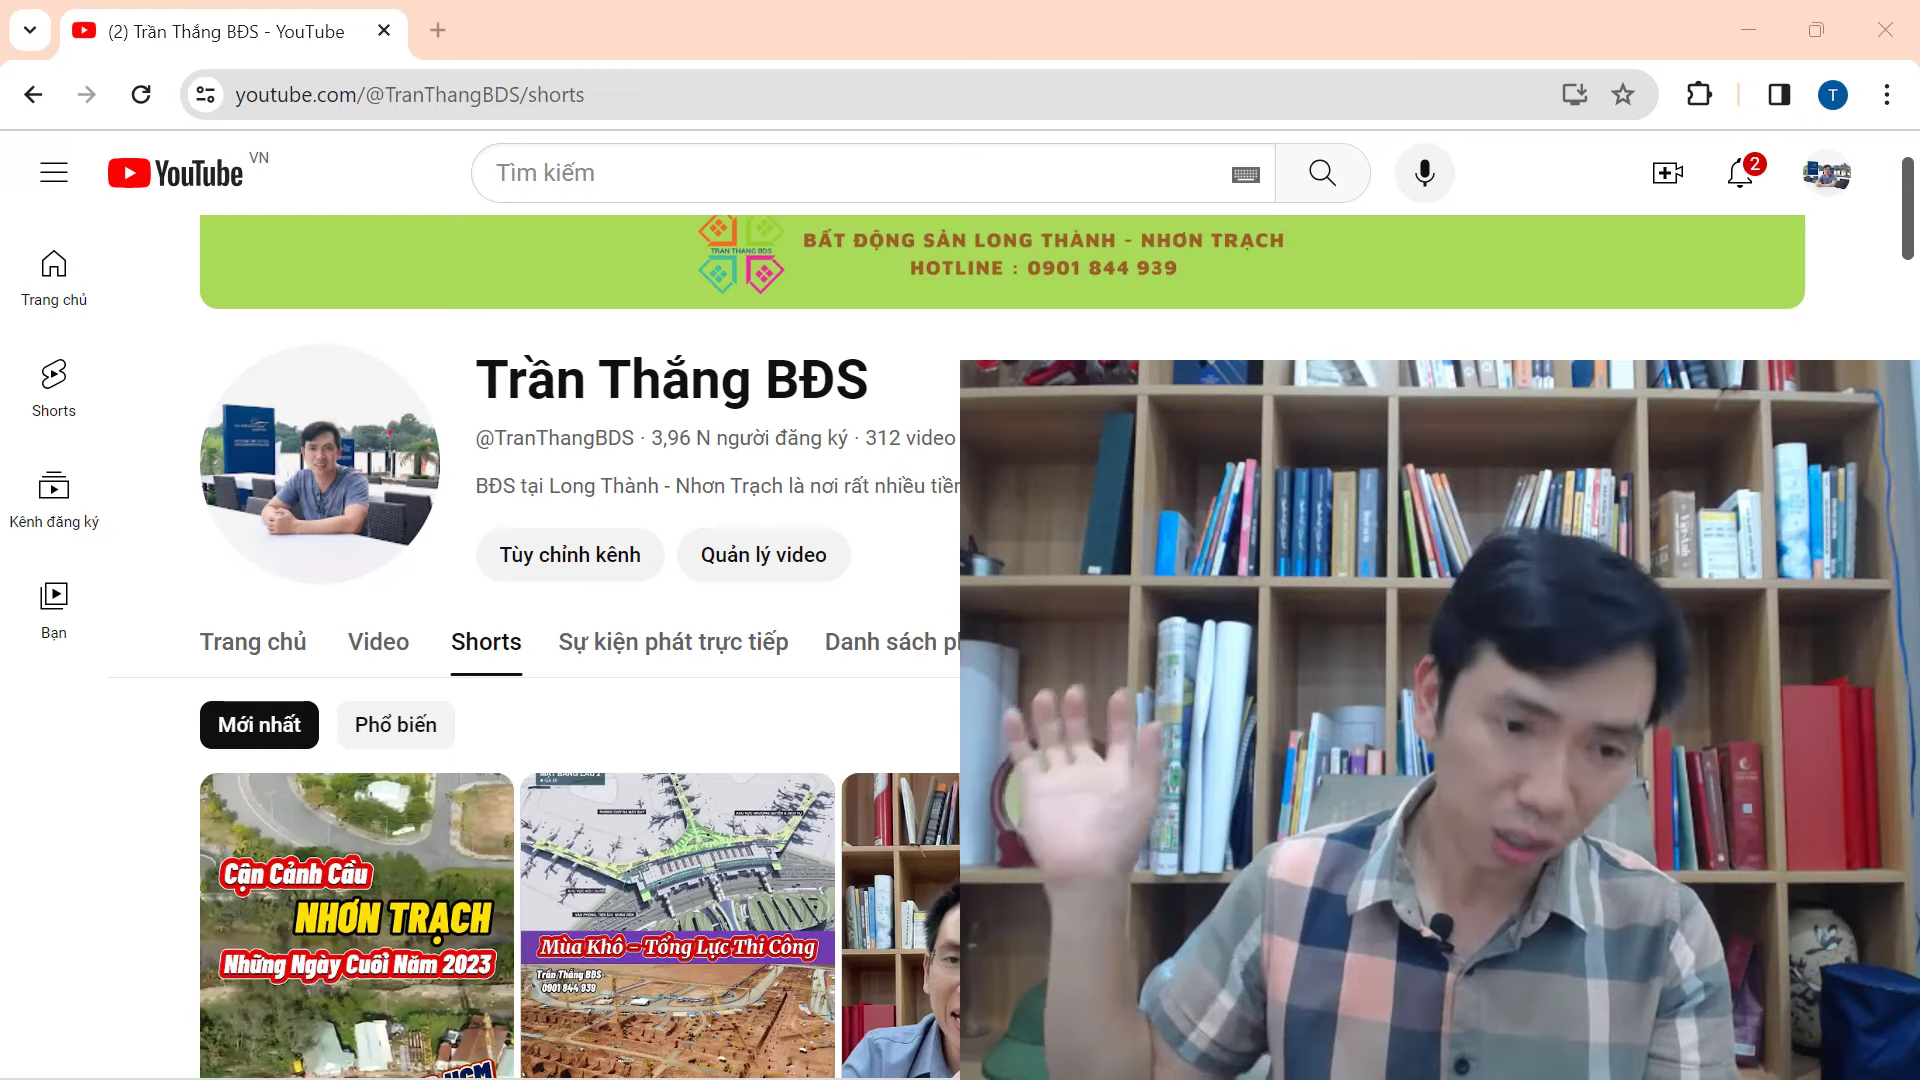 (2) Trần Thắng BĐS - YouTube
youtube.com/@TranThangBDS/shorts
T
YouTube VN
Tìm kiếm
2
TRAN THANG BDS
BẤT ĐỘNG SẢN LONG THÀNH - NHƠN TRẠCH
HOTLINE : 0901 844 939
Trang chủ
Shorts
Kênh đăng ký
Bạn
Trần Thắng BĐS
@TranThangBDS · 3,96 N người đăng ký · 312 video
BĐS tại Long Thành - Nhơn Trạch là nơi rất nhiều tiền
Tùy chỉnh kênh
Quản lý video
Trang chủ
Video
Shorts
Sự kiện phát trực tiếp
Danh sách
Mới nhất
Phổ biến
Cận Cảnh Cầu
NHƠN TRẠCH
Những Ngày Cuối Năm 2023
HCM
Mùa Khô – Tổng Lực Thi Công
Trần Thắng BĐS
0901 844 939